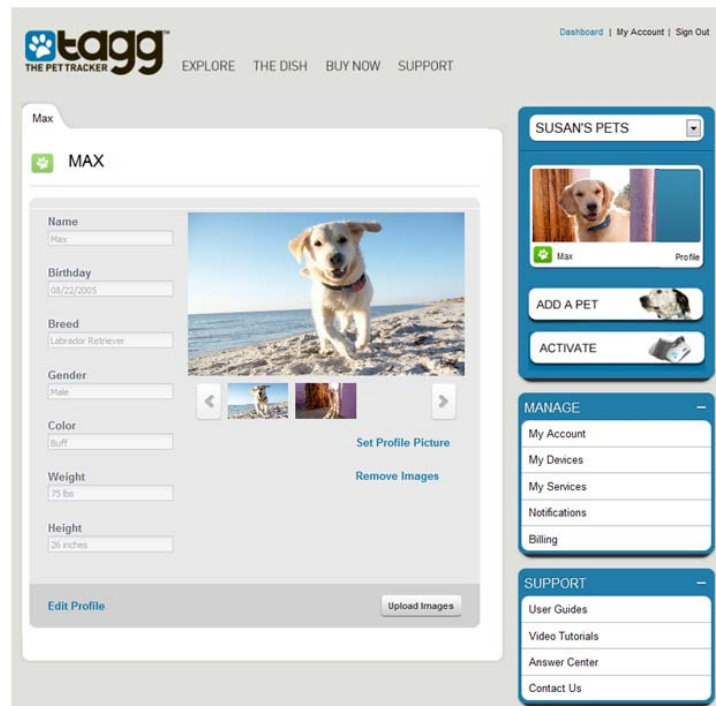 Dashboard | My Account | Sign Out
tagg™
THE PET TRACKER
EXPLORE THE DISH BUY NOW SUPPORT
Max
MAX
Name
Max
Birthday
08/22/2005
Breed
Labrador Retriever
Gender
Male
Color
Buff
Weight
75 lbs
Height
26 inches
Set Profile Picture
Remove Images
Edit Profile
Upload Images
SUSAN'S PETS
Max Profile
ADD A PET
ACTIVATE
MANAGE
My Account
My Devices
My Services
Notifications
Billing
SUPPORT
User Guides
Video Tutorials
Answer Center
Contact Us